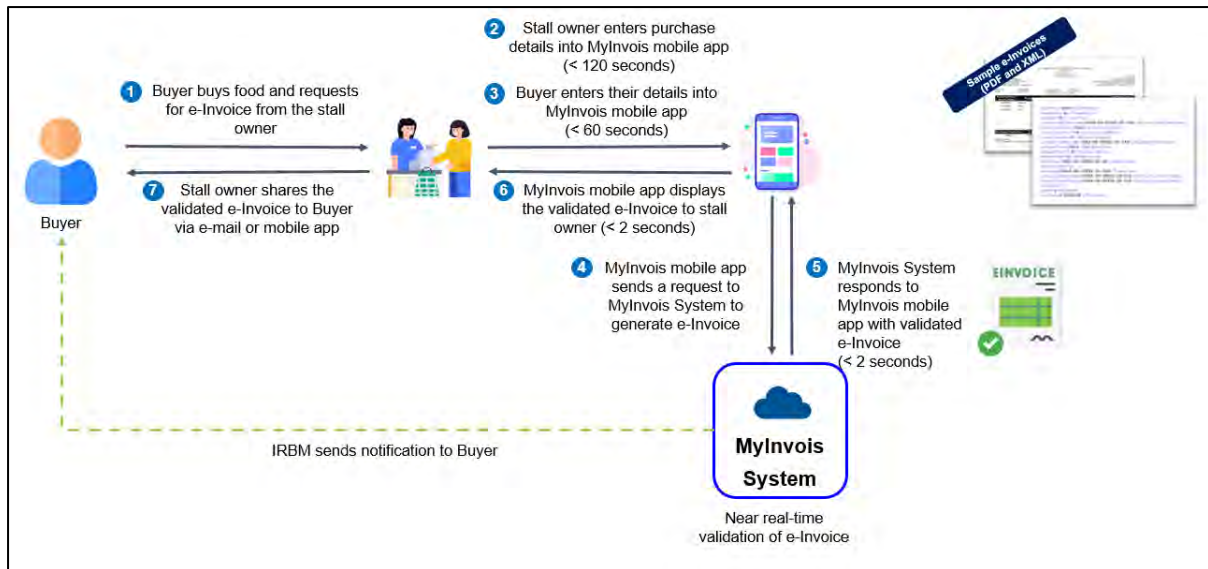 1 Buyer buys food and requests
for e-Invoice from the stall
owner
2 Stall owner enters purchase
details into MyInvois mobile app
(< 120 seconds)
3 Buyer enters their details into
MyInvois mobile app
(< 60 seconds)
Sample e-Invoices
(PDF and XML)
Buyer
7 Stall owner shares the
validated e-Invoice to Buyer
via e-mail or mobile app
6 MyInvois mobile app displays
the validated e-Invoice to stall
owner (< 2 seconds)
4 MyInvois mobile app
sends a request to
MyInvois System to
generate e-Invoice
5 MyInvois System
responds to
MyInvois mobile
app with validated
e-Invoice
(< 2 seconds)
EINVOICE
IRBM sends notification to Buyer
MyInvois
System
Near real-time
validation of e-Invoice